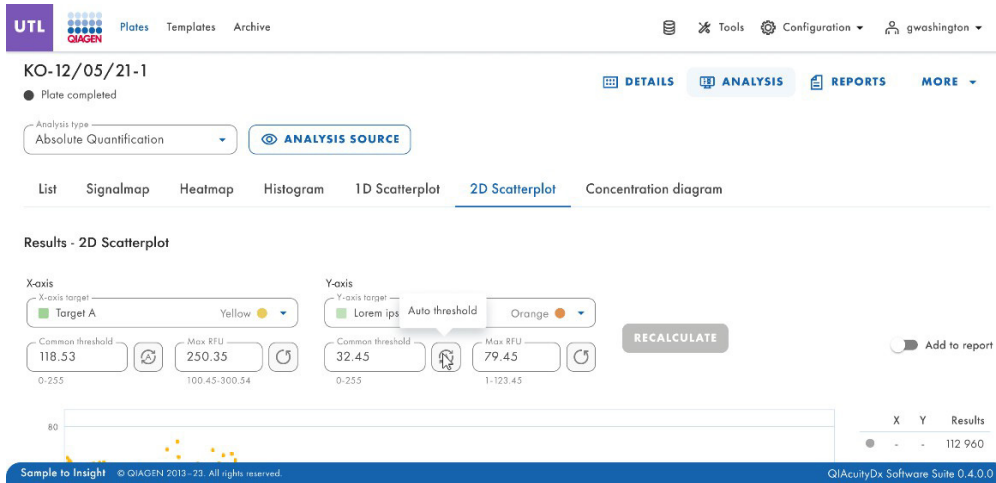 UTL QIAGEN Plates Templates Archive Tools Configuration gwashington
KO-12/05/21-1
Plate completed
DETAILS ANALYSIS REPORTS MORE
Analysis type
Absolute Quantification
ANALYSIS SOURCE
List Signalmap Heatmap Histogram 1D Scatterplot 2D Scatterplot Concentration diagram
Results - 2D Scatterplot
X-axis Y-axis
X-axis target Y-axis target
Target A Yellow Lorem ips Auto threshold Orange
RECALCULATE
Common threshold Max RFU Common threshold Max RFU
118.53 A 250.35 32.45 79.45
Add to report
0-255 100.45-300.54 0-255 1-123.45
X Y Results
80
- - 112 960
Sample to Insight © QIAGEN 2013–23. All rights reserved. QIAcuityDx Software Suite 0.4.0.0